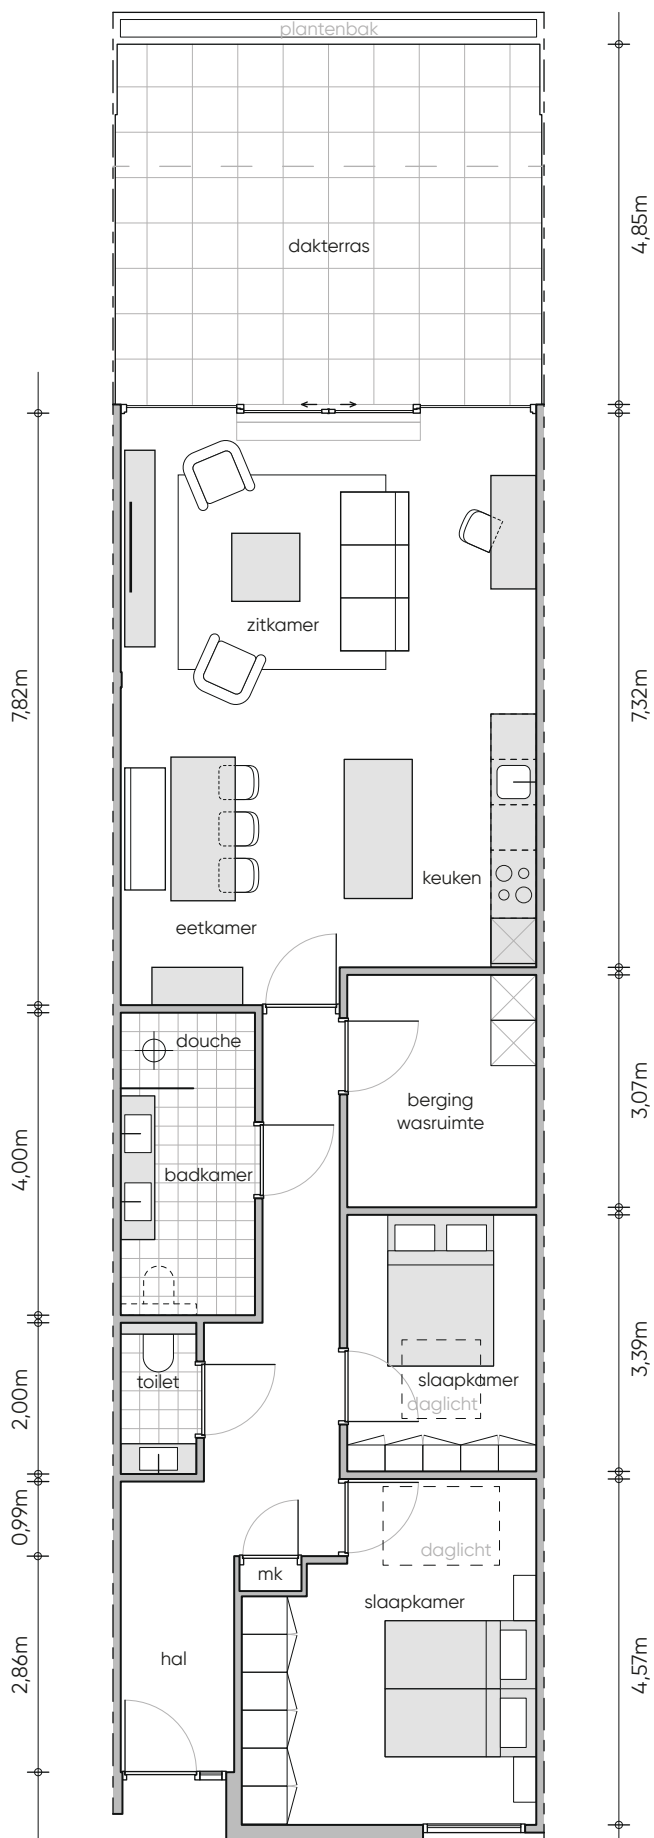 plantenbak
4,85m
dakterras
zitkamer
7,82m
7,32m
keuken
eetkamer
douche
berging
wasruimte
3,07m
4,00m
badkamer
3,39m
slaapkamer
toilet
daglicht
2,00m
0,99m
daglicht
mk
slaapkamer
hal
2,86m
4,57m